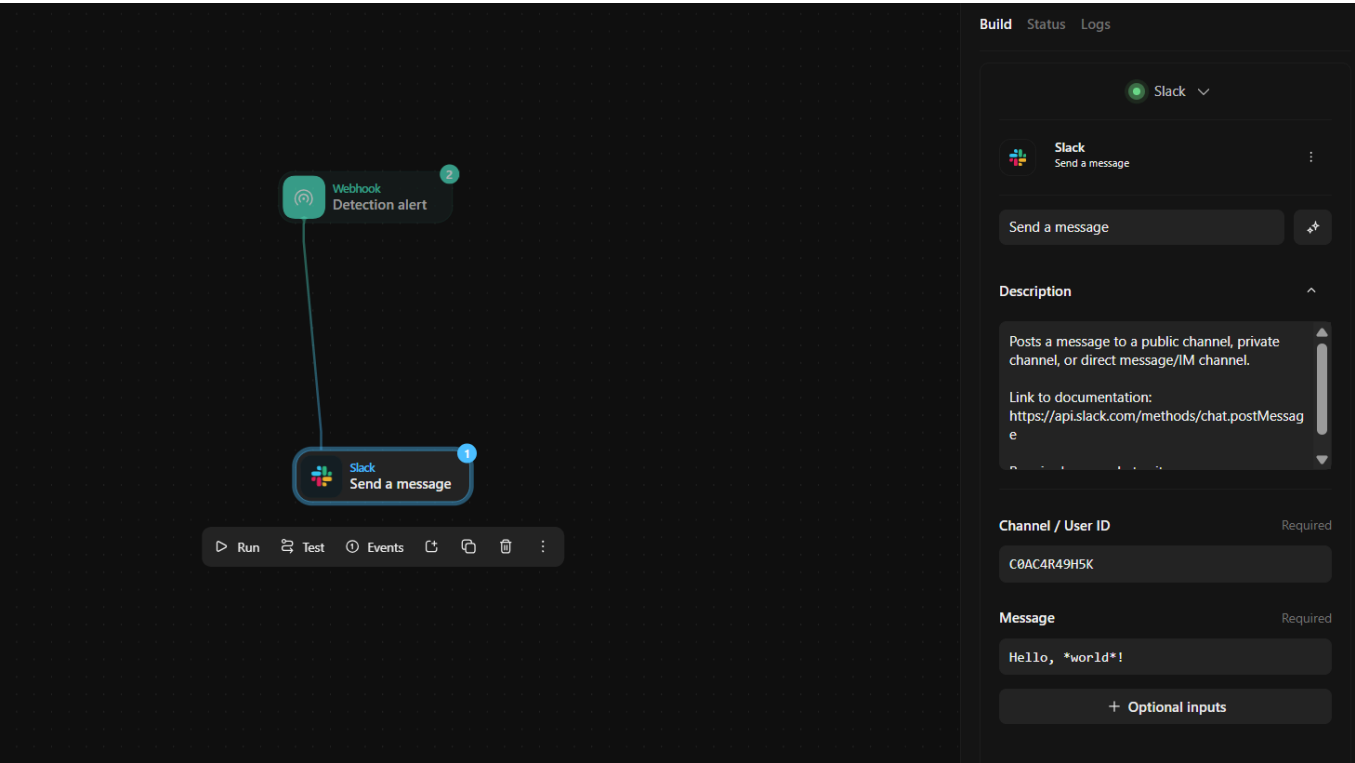 Build Status Logs
Slack
Slack
Send a message
Send a message
Description
Posts a message to a public channel, private
channel, or direct message/IM channel.
Link to documentation:
https://api.slack.com/methods/chat.postMessag
e
Channel / User ID Required
C0AC4R49H5K
Message Required
Hello, *world*!
+ Optional inputs
2
Webhook
Detection alert
1
Slack
Send a message
Run Test 1 Events